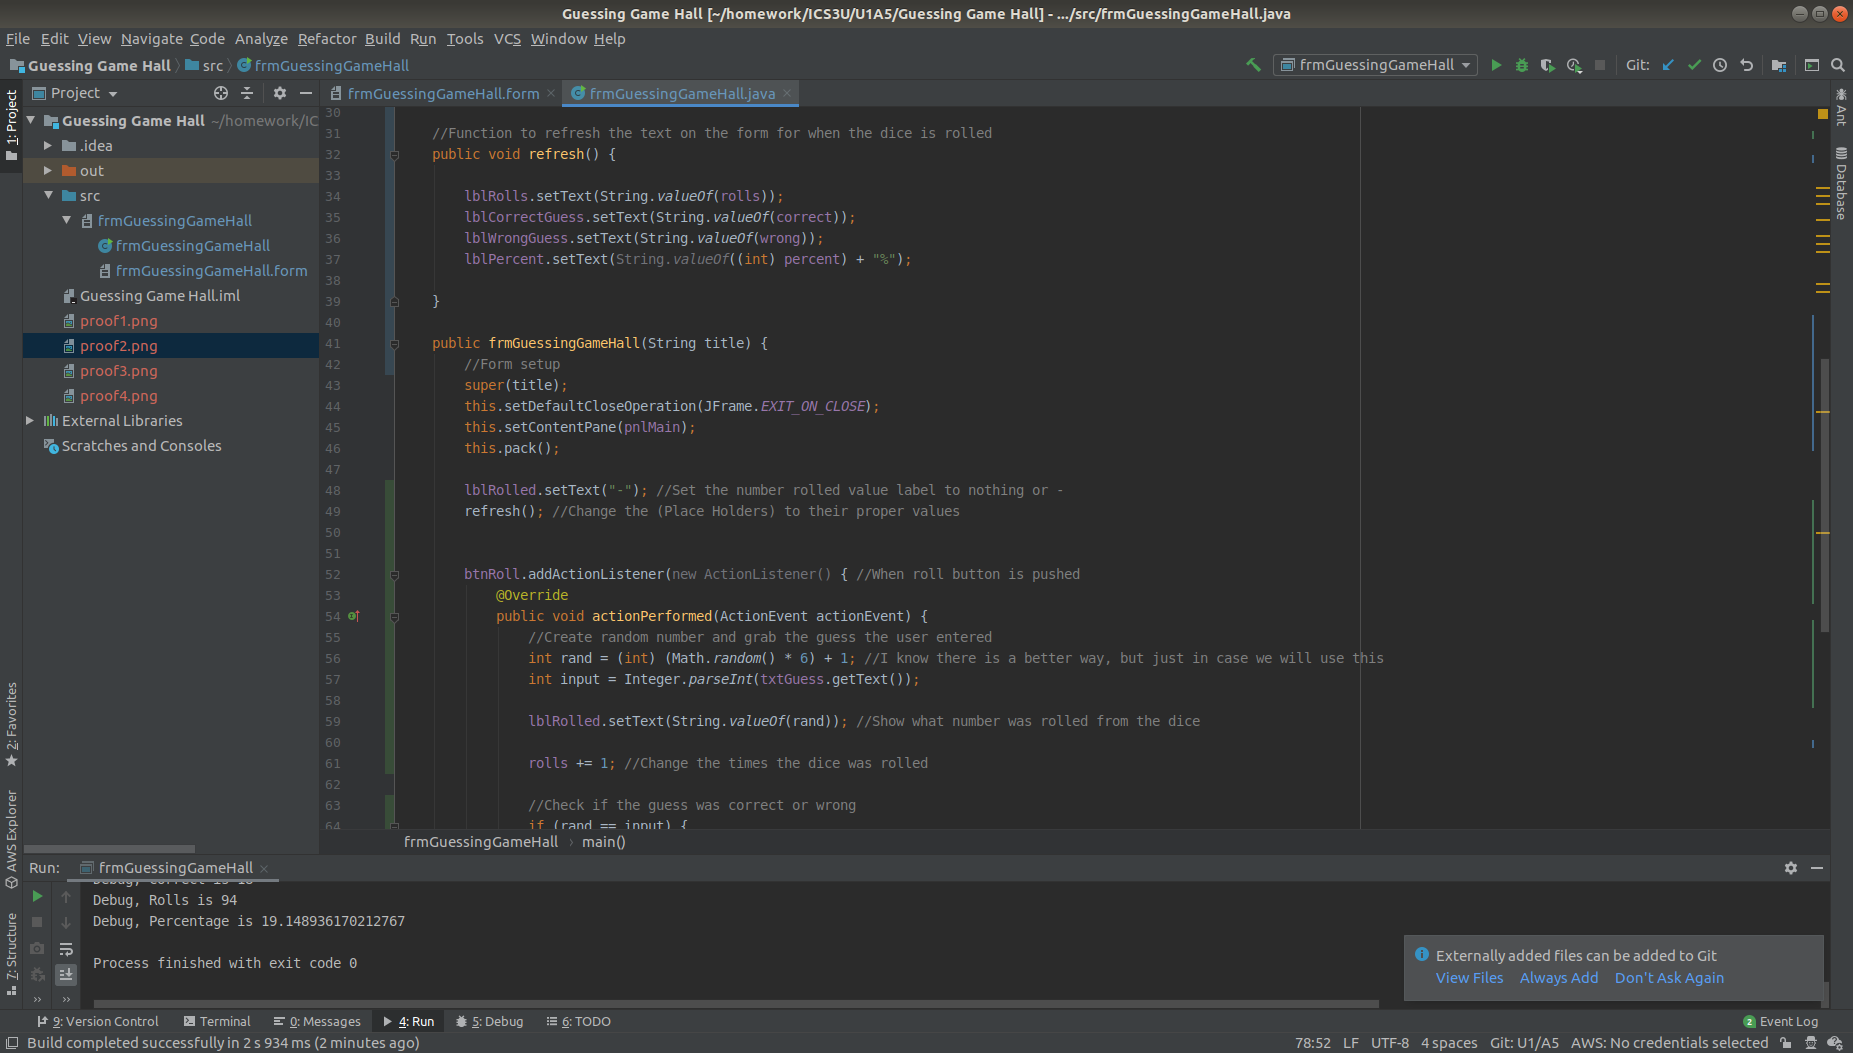 Guessing Game Hall [~/homework/ICS3U/U1A5/Guessing Game Hall] - .../src/frmGuessingGameHall.java
File Edit View Navigate Code Analyze Refactor Build Run Tools VCS Window Help
Guessing Game Hall src frmGuessingGameHall
frmGuessingGameHall Git:
1: Project
Project
Guessing Game Hall ~/homework/IC
.idea
out
src
frmGuessingGameHall
frmGuessingGameHall
frmGuessingGameHall.form
Guessing Game Hall.iml
proof1.png
proof2.png
proof3.png
proof4.png
External Libraries
Scratches and Consoles
frmGuessingGameHall.form frmGuessingGameHall.java
30
31 //Function to refresh the text on the form for when the dice is rolled
32 public void refresh() {
33
34 lblRolls.setText(String.valueOf(rolls));
35 lblCorrectGuess.setText(String.valueOf(correct));
36 lblWrongGuess.setText(String.valueOf(wrong));
37 lblPercent.setText(String.valueOf((int) percent) + "%");
38
39 }
40
41 public frmGuessingGameHall(String title) {
42 //Form setup
43 super(title);
44 this.setDefaultCloseOperation(JFrame.EXIT_ON_CLOSE);
45 this.setContentPane(pnlMain);
46 this.pack();
47
48 lblRolled.setText("-"); //Set the number rolled value label to nothing or -
49 refresh(); //Change the (Place Holders) to their proper values
50
51
52 btnRoll.addActionListener(new ActionListener() { //When roll button is pushed
53 @Override
54 public void actionPerformed(ActionEvent actionEvent) {
55 //Create random number and grab the guess the user entered
56 int rand = (int) (Math.random() * 6) + 1; //I know there is a better way, but just in case we will use this
57 int input = Integer.parseInt(txtGuess.getText());
58
59 lblRolled.setText(String.valueOf(rand)); //Show what number was rolled from the dice
60
61 rolls += 1; //Change the times the dice was rolled
62
63 //Check if the guess was correct or wrong
64 if (rand == input) {
frmGuessingGameHall main()
Ant
Database
2: Favorites
AWS Explorer
7: Structure
Run: frmGuessingGameHall
Debug, Correct is 18
Debug, Rolls is 94
Debug, Percentage is 19.148936170212767
Process finished with exit code 0
Externally added files can be added to Git
View Files Always Add Don't Ask Again
9: Version Control Terminal 0: Messages 4: Run 5: Debug 6: TODO 2 Event Log
Build completed successfully in 2 s 934 ms (2 minutes ago) 78:52 LF UTF-8 4 spaces Git: U1/A5 AWS: No credentials selected